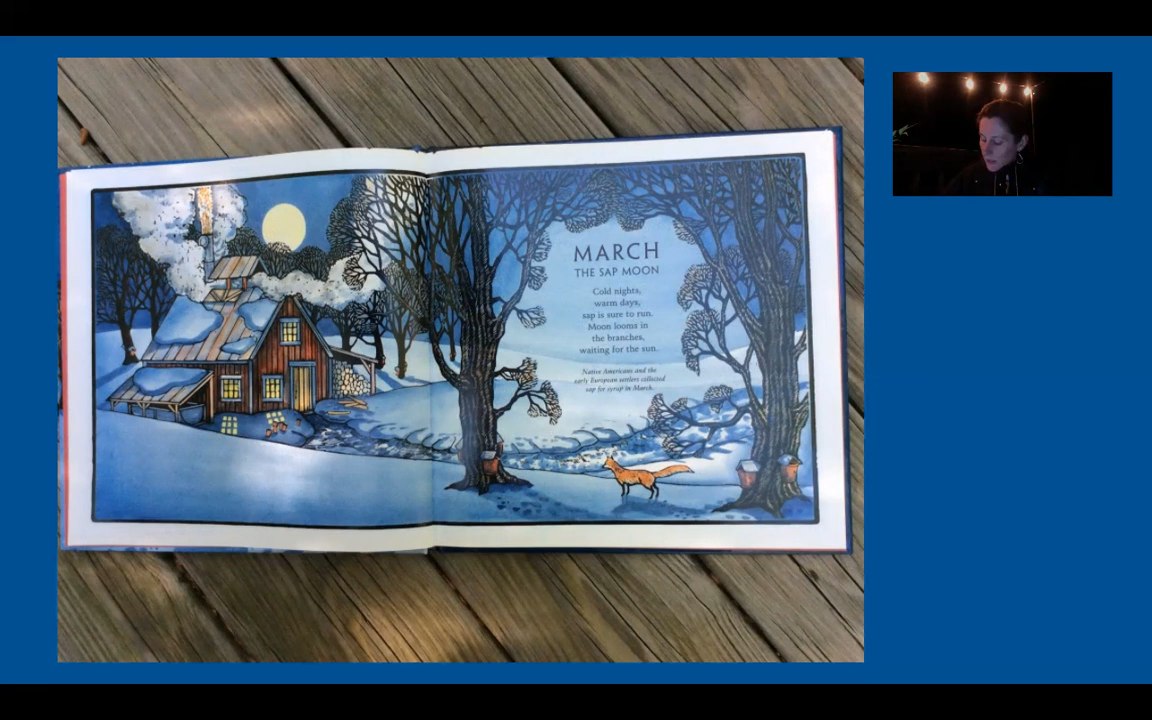 MARCH
THE SAP MOON
Cold nights,
warm days,
sap is sure to run.
Moon looms in
the branches,
waiting for the sun.
Native Americans and the
early European settlers collected
sap for syrup in March.